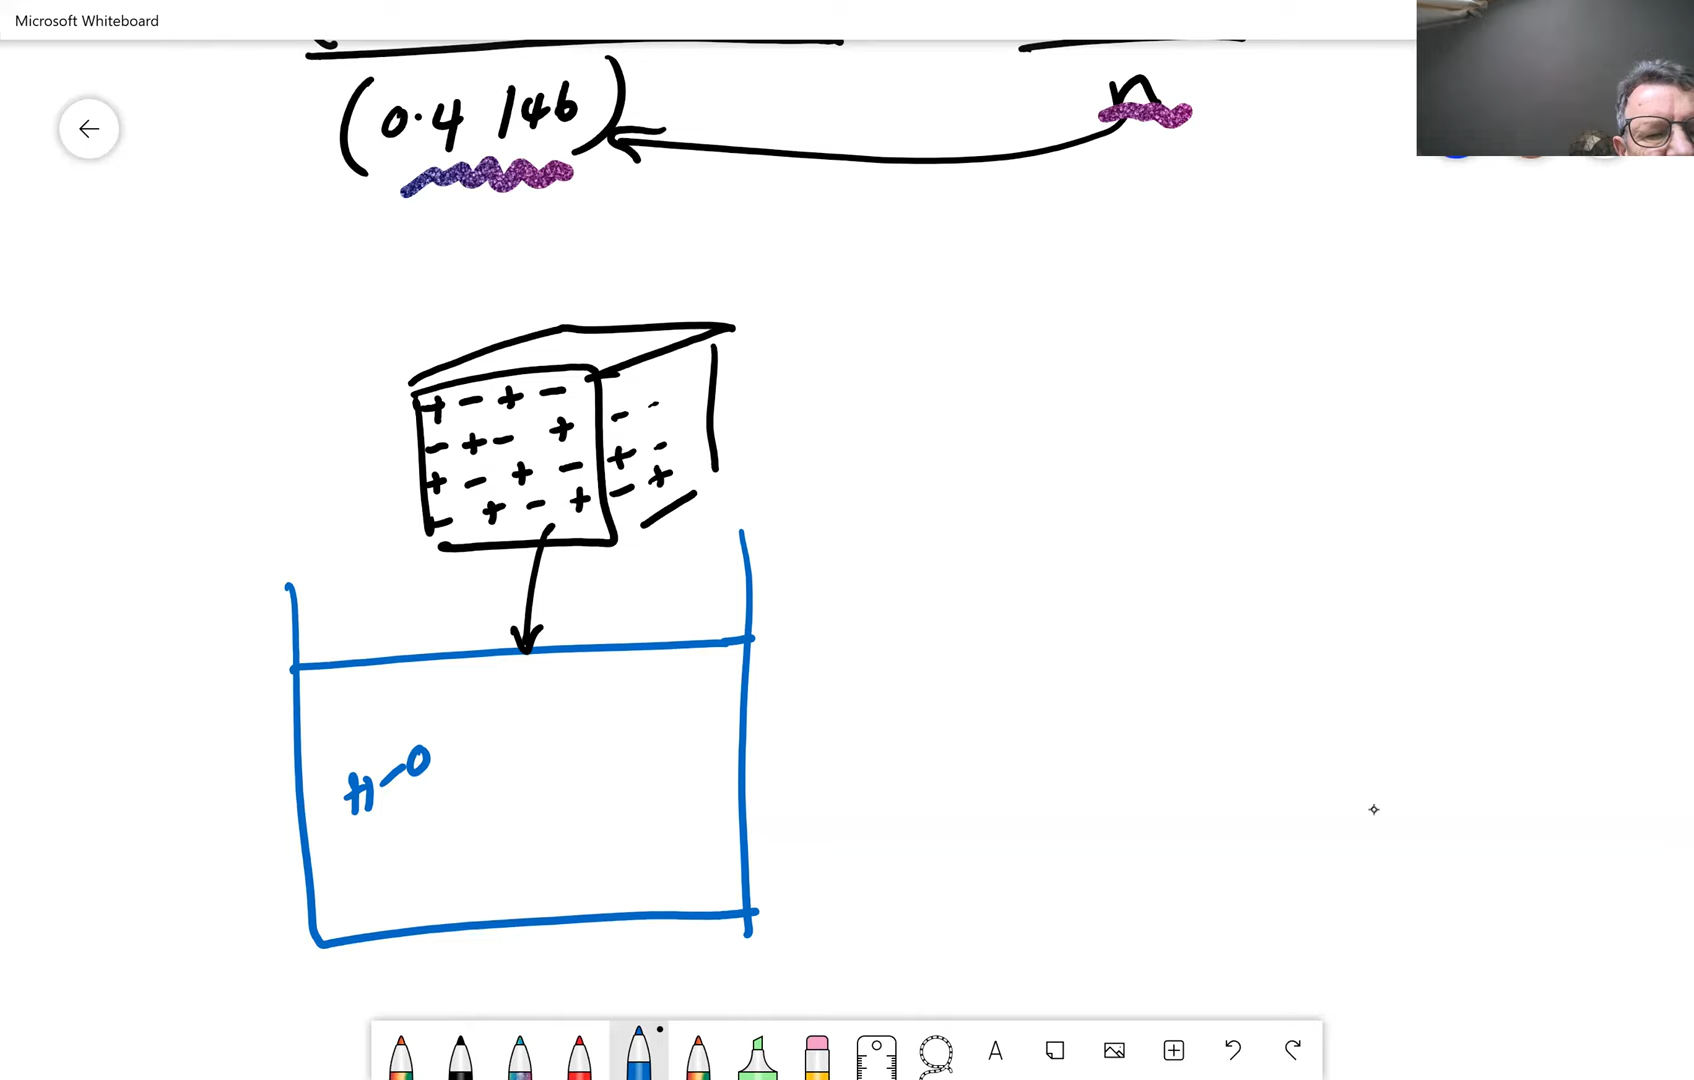 Microsoft Whiteboard
(0.4 146) n
+ - + -
- + - + - -
+ - + - + -
- + - + - +
H-O
A